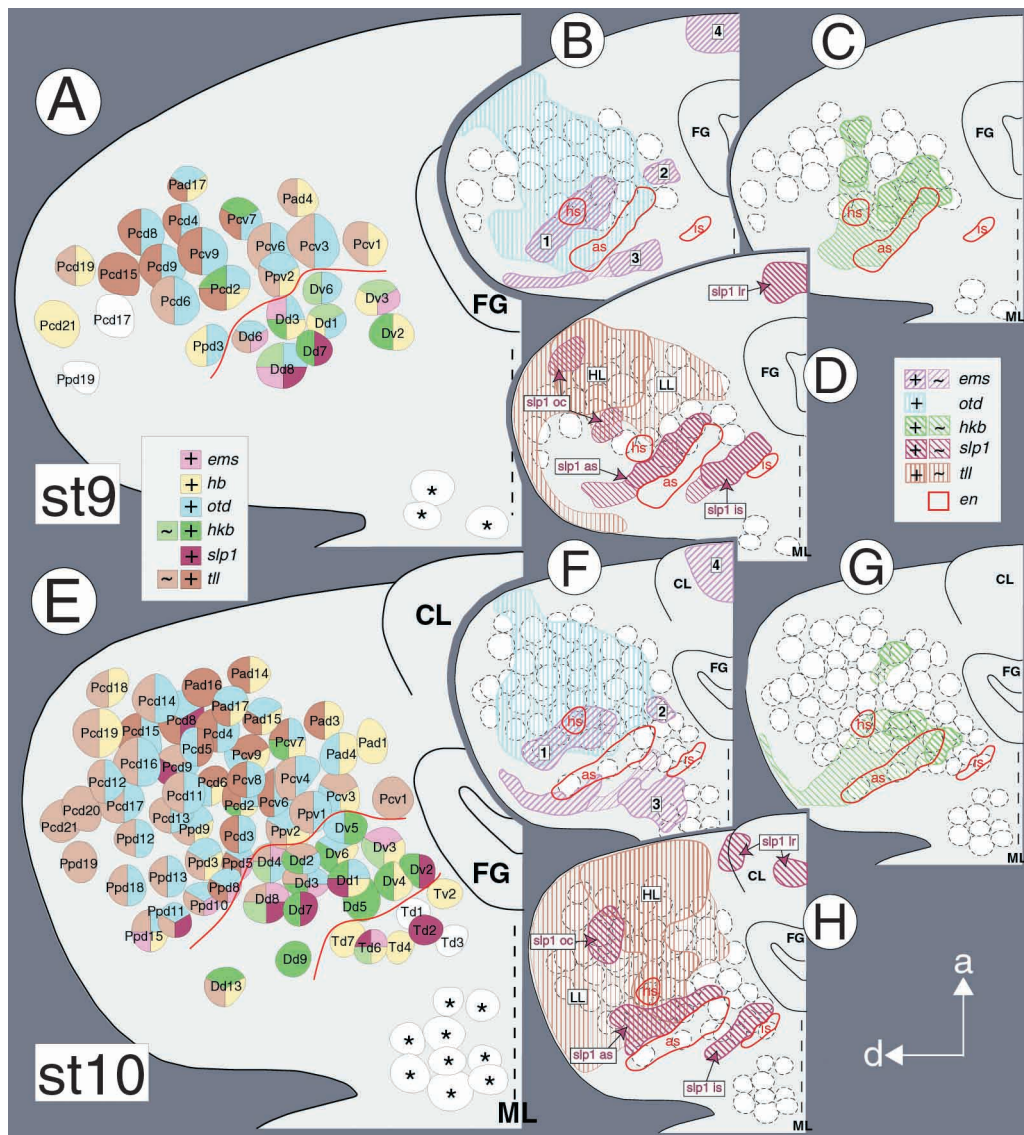 A
Pad17
Pcd4
Pcv7
Pad4
Pcd8
Pcv9
Pcv6
Pcv3
Pcv1
Pcd19
Pcd15
Pcd9
Ppv2
Pcd6
Pcd2
Dv6
Dv3
Pcd21
Pcd17
Dd3
Dd1
Dv2
Ppd3
Dd6
Dd7
Ppd19
Dd8
FG
st9
+ ems
+ hb
+ otd
~ + hkb
+ slp1
~ + tll
* * *
B
4
FG
2
hs
1
as
is
3
C
FG
hs
is
as
ML
D
slp1 lr
HL
LL
FG
slp1 oc
hs
slp1 as
as
is
slp1 is
ML
+ ~ ems
+ otd
+ ~ hkb
+ ~ slp1
+ ~ tll
en
E
CL
Pcd18
Pad16
Pad14
Pcd14
Pad17
Pcd19
Pcd15
Pcd8
Pcd4
Pad15
Pad3
Pad1
Pcd5
Pcv9
Pcv7
Pad4
Pcd16
Pcd9
Pcd12
Pcd6
Pcv8
Pcv4
Pcd11
Pcd2
Pcv3
Pcv1
Pcd20
Pcd17
Pcv6
Ppv1
Pcd21
Pcd13
Ppd12
Ppd9
Pcd3
Ppv2
Dv5
Ppd19
Ppd3
Ppd5
Dd4
Dd2
Dv6
Dv3
Ppd18
Ppd13
Ppd8
Dd3
Dd1
Dv4
Dv2
Ppd10
Dd8
Dd7
Dd5
Tv2
Ppd11
Td1
Ppd15
Td7
Td6
Td4
Td2
Td3
Dd9
Dd13
FG
* * * * * * * * *
st10
ML
F
4
CL
FG
2
hs
1
as
is
3
G
CL
FG
hs
is
as
ML
H
slp1 lr
CL
HL
slp1 oc
FG
LL
hs
slp1 as
as
is
slp1 is
ML
a
d